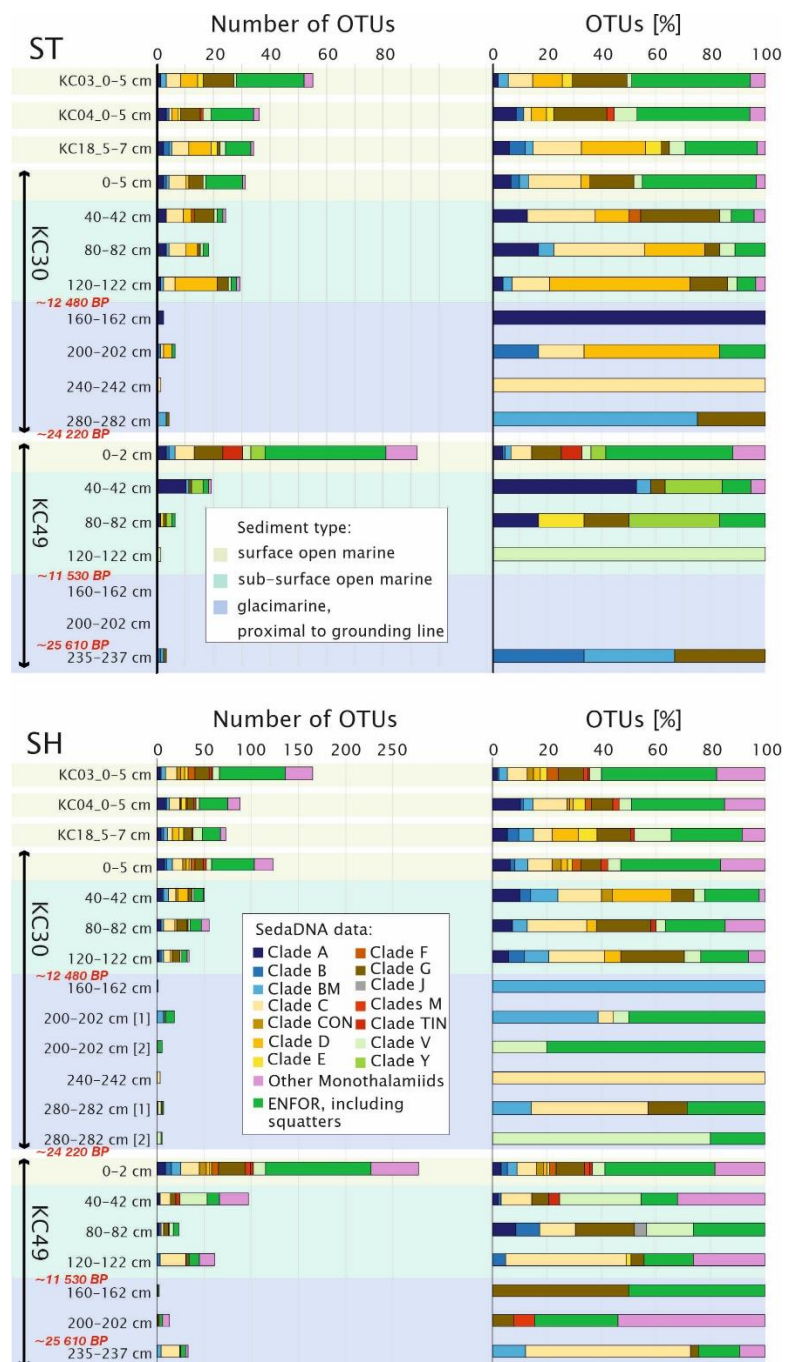 Number of OTUs
OTUs [%]
ST
0 20 40 60 80
0 20 40 60 80 100
KC03_0-5 cm
KC04_0-5 cm
KC18_5-7 cm
KC30
0-5 cm
40-42 cm
80-82 cm
120-122 cm
~12 480 BP
160-162 cm
200-202 cm
240-242 cm
280-282 cm
~24 220 BP
KC49
0-2 cm
40-42 cm
80-82 cm
120-122 cm
~11 530 BP
160-162 cm
200-202 cm
~25 610 BP
235-237 cm
Sediment type:
surface open marine
sub-surface open marine
glacimarine,
proximal to grounding line
Number of OTUs
OTUs [%]
SH
0 50 100 150 200 250
0 20 40 60 80 100
KC03_0-5 cm
KC04_0-5 cm
KC18_5-7 cm
KC30
0-5 cm
40-42 cm
80-82 cm
120-122 cm
~12 480 BP
160-162 cm
200-202 cm [1]
200-202 cm [2]
240-242 cm
280-282 cm [1]
280-282 cm [2]
~24 220 BP
KC49
0-2 cm
40-42 cm
80-82 cm
120-122 cm
~11 530 BP
160-162 cm
200-202 cm
~25 610 BP
235-237 cm
SedaDNA data:
Clade A
Clade B
Clade BM
Clade C
Clade CON
Clade D
Clade E
Clade F
Clade G
Clade J
Clades M
Clade TIN
Clade V
Clade Y
Other Monothalamiids
ENFOR, including
squatters